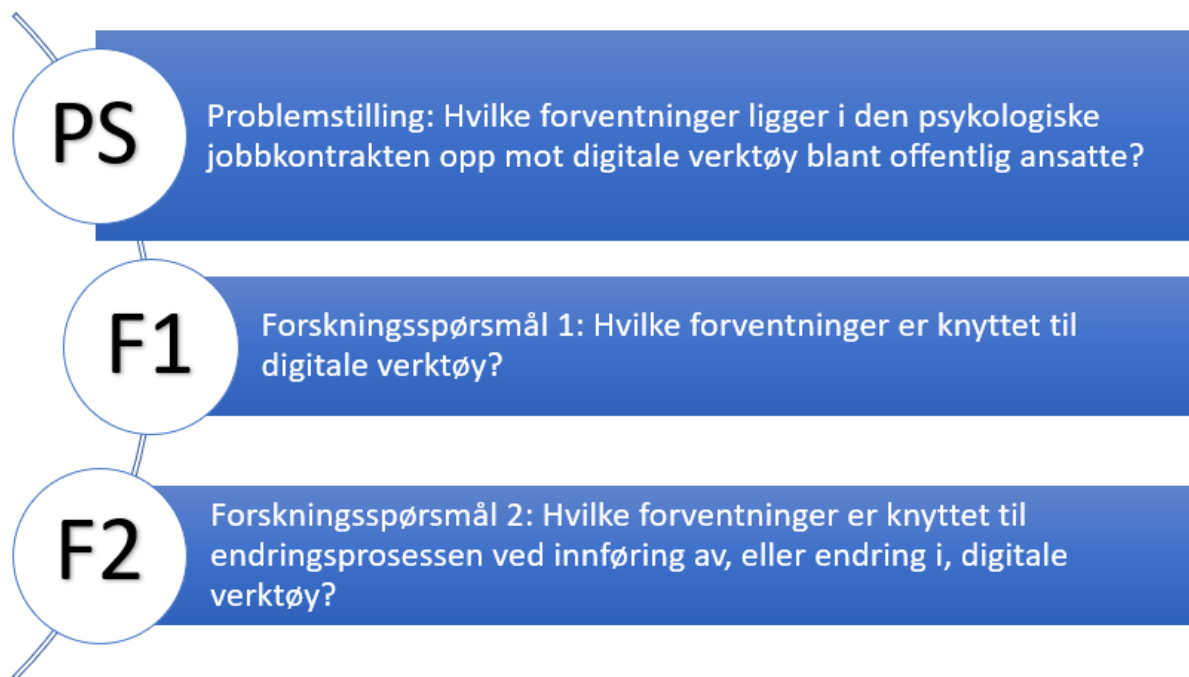 PS
Problemstilling: Hvilke forventninger ligger i den psykologiske
jobbkontrakten opp mot digitale verktøy blant offentlig ansatte?
F1
Forskningsspørsmål 1: Hvilke forventninger er knyttet til
digitale verktøy?
F2
Forskningsspørsmål 2: Hvilke forventninger er knyttet til
endringsprosessen ved innføring av, eller endring i, digitale
verktøy?